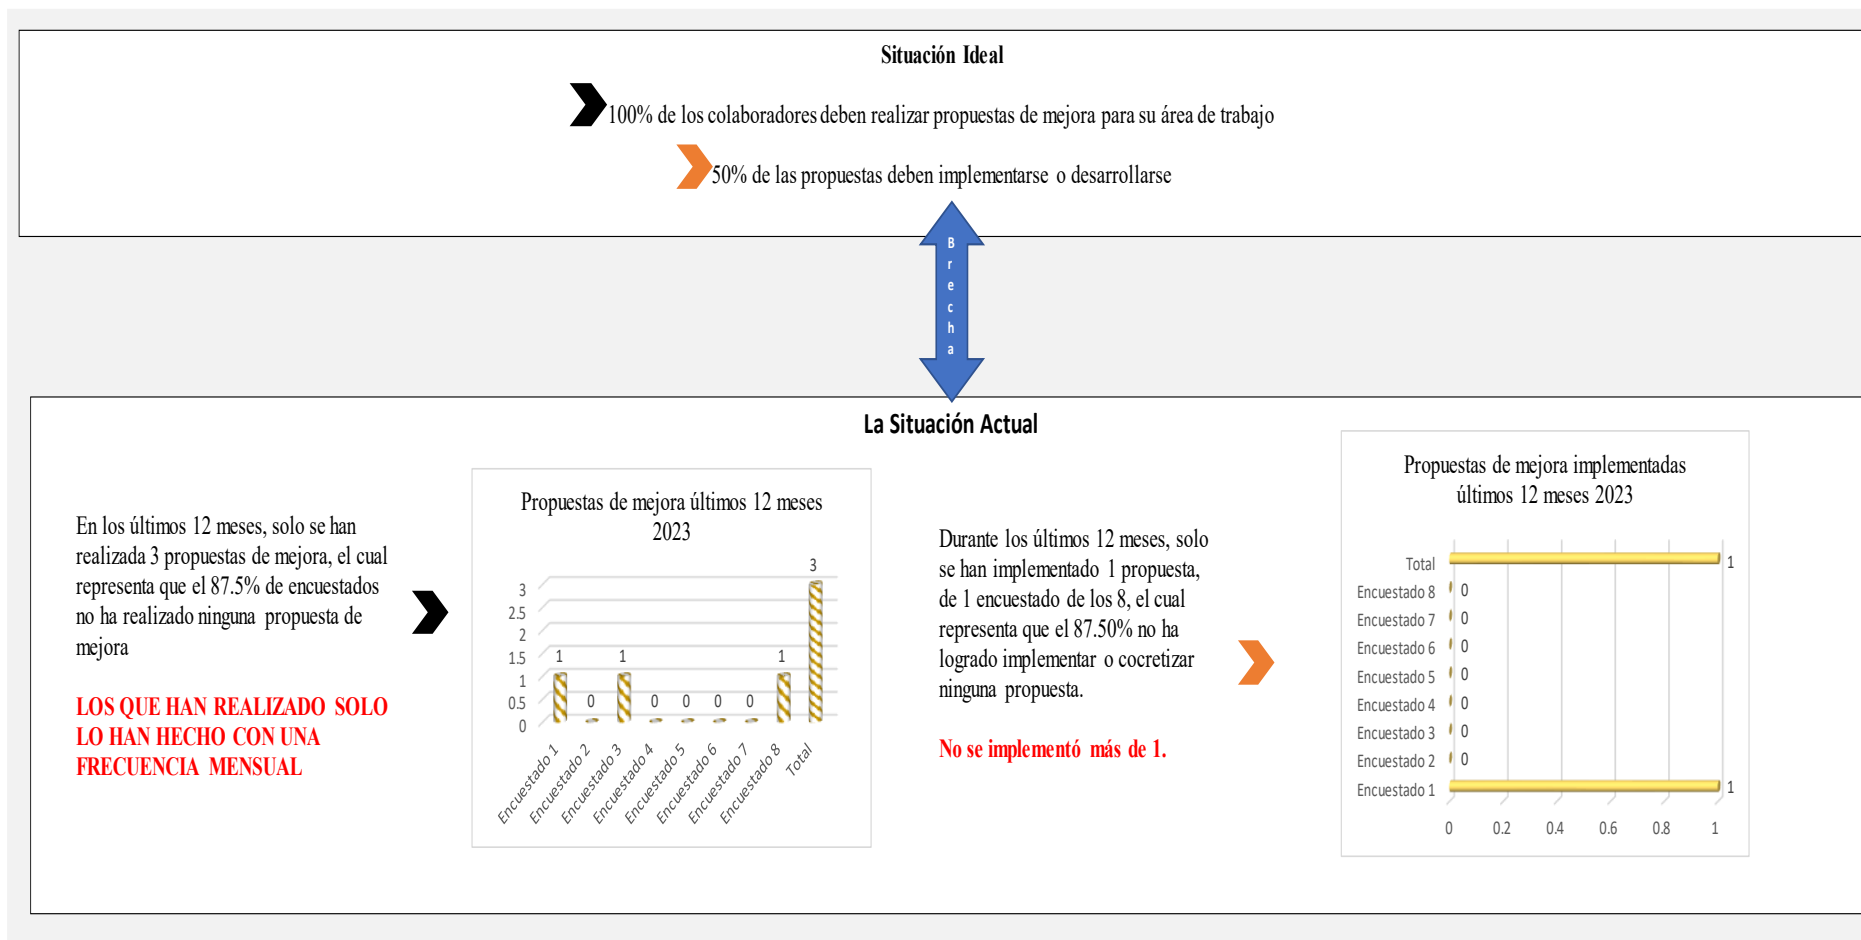 Situación Ideal
100% de los colaboradores deben realizar propuestas de mejora para su área de trabajo
50% de las propuestas deben implementarse o desarrollarse
B
r
e
c
h
a
La Situación Actual
En los últimos 12 meses, solo se han
realizada 3 propuestas de mejora, el cual
representa que el 87.5% de encuestados
no ha realizado ninguna propuesta de
mejora
LOS QUE HAN REALIZADO SOLO
LO HAN HECHO CON UNA
FRECUENCIA MENSUAL
Propuestas de mejora últimos 12 meses
2023
3
2.5
2
1.5
1
0.5
0
1
0
1
0
0
0
0
1
3
Encuestado 1
Encuestado 2
Encuestado 3
Encuestado 4
Encuestado 5
Encuestado 6
Encuestado 7
Encuestado 8
Total
Durante los últimos 12 meses, solo
se han implementado 1 propuesta,
de 1 encuestado de los 8, el cual
representa que el 87.50% no ha
logrado implementar o cocretizar
ninguna propuesta.
No se implementó más de 1.
Propuestas de mejora implementadas
últimos 12 meses 2023
Total 1
Encuestado 8 0
Encuestado 7 0
Encuestado 6 0
Encuestado 5 0
Encuestado 4 0
Encuestado 3 0
Encuestado 2 0
Encuestado 1 1
0 0.2 0.4 0.6 0.8 1